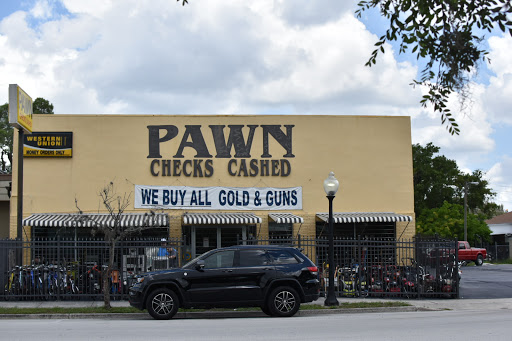 WESTERN
UNION
MONEY ORDERS ONLY
PAWN
CHECKS CASHED
WE BUY ALL GOLD & GUNS